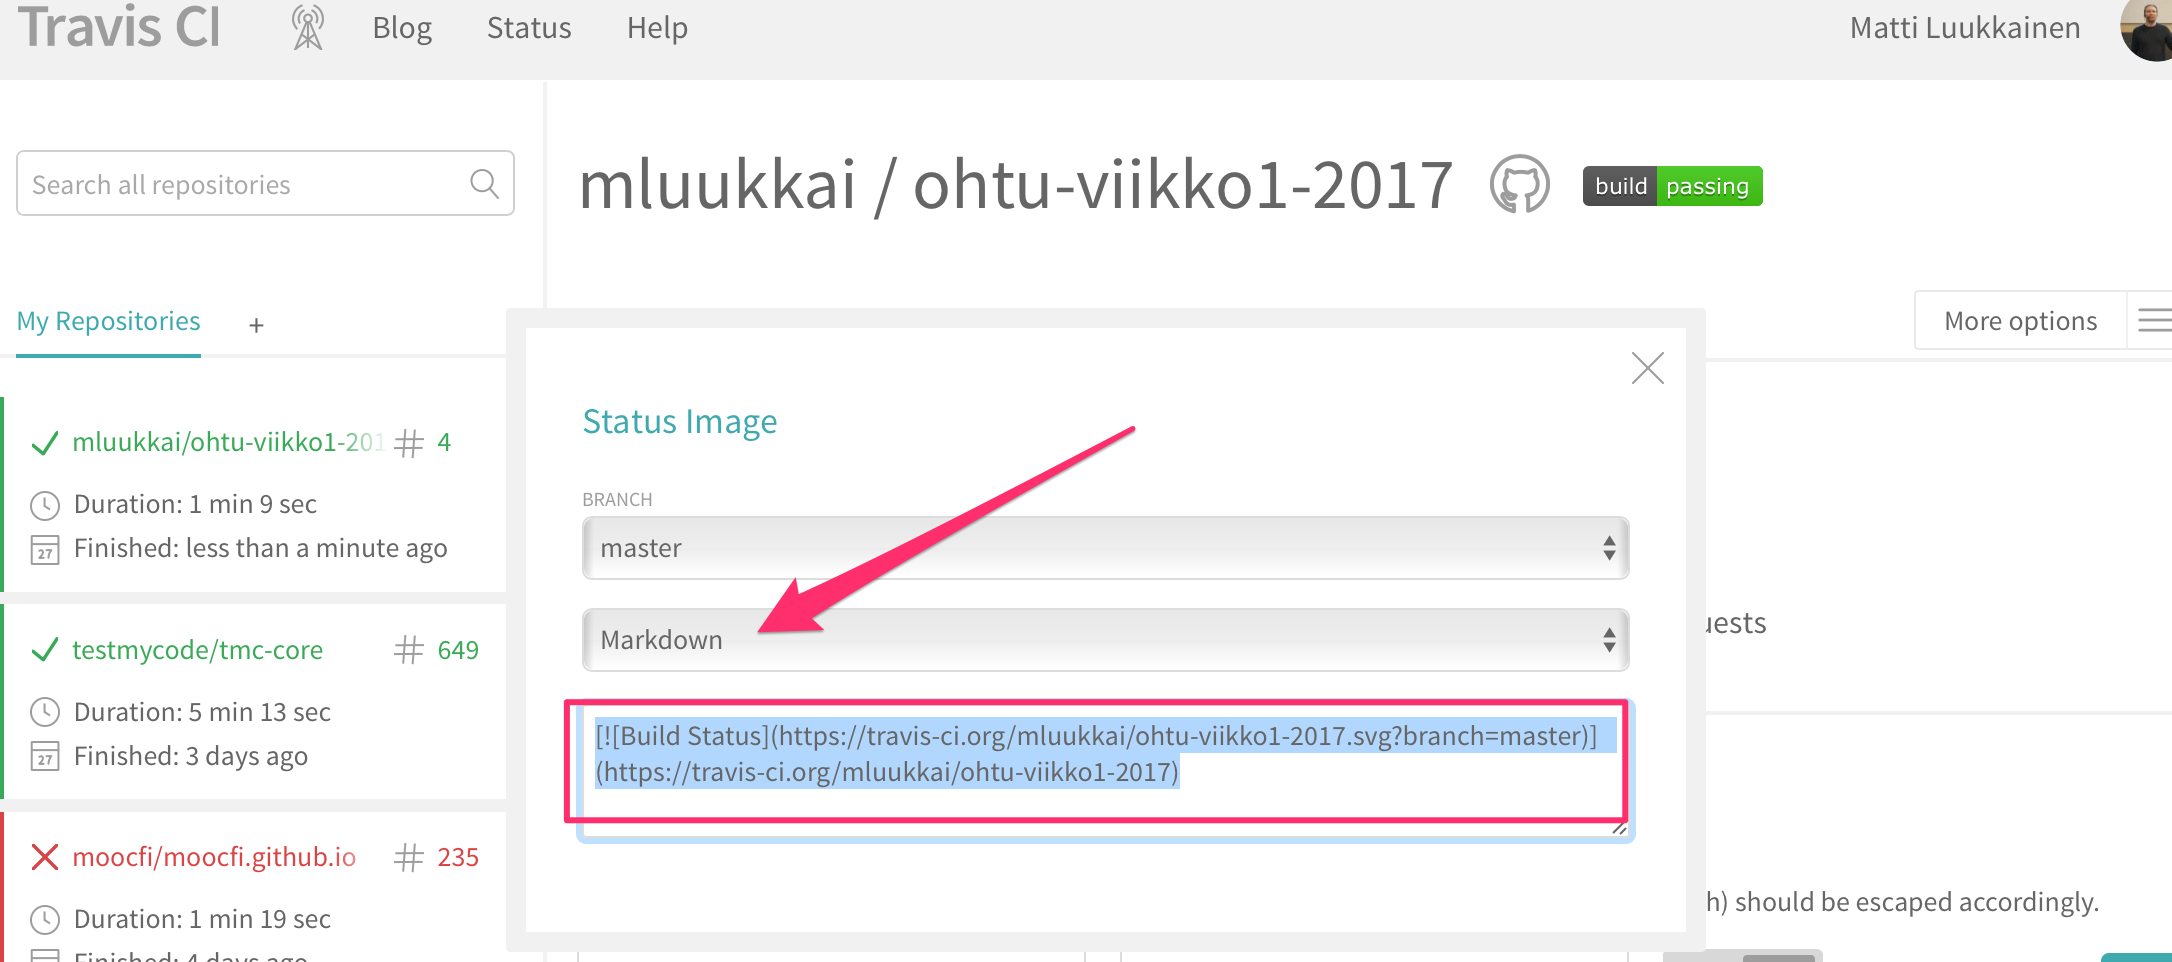 Travis CI
Blog
Status
Help
Matti Luukkainen
Search all repositories
mluukkai / ohtu-viikko1-2017
build passing
My Repositories
+
More options
mluukkai/ohtu-viikko1-201
# 4
Duration: 1 min 9 sec
27
Finished: less than a minute ago
testmycode/tmc-core
# 649
Duration: 5 min 13 sec
27
Finished: 3 days ago
moocfi/moocfi.github.io
# 235
Duration: 1 min 19 sec
Finished: 4 days ago
Status Image
BRANCH
master
Markdown
[![Build Status](https://travis-ci.org/mluukkai/ohtu-viikko1-2017.svg?branch=master)]
(https://travis-ci.org/mluukkai/ohtu-viikko1-2017)
uests
h) should be escaped accordingly.